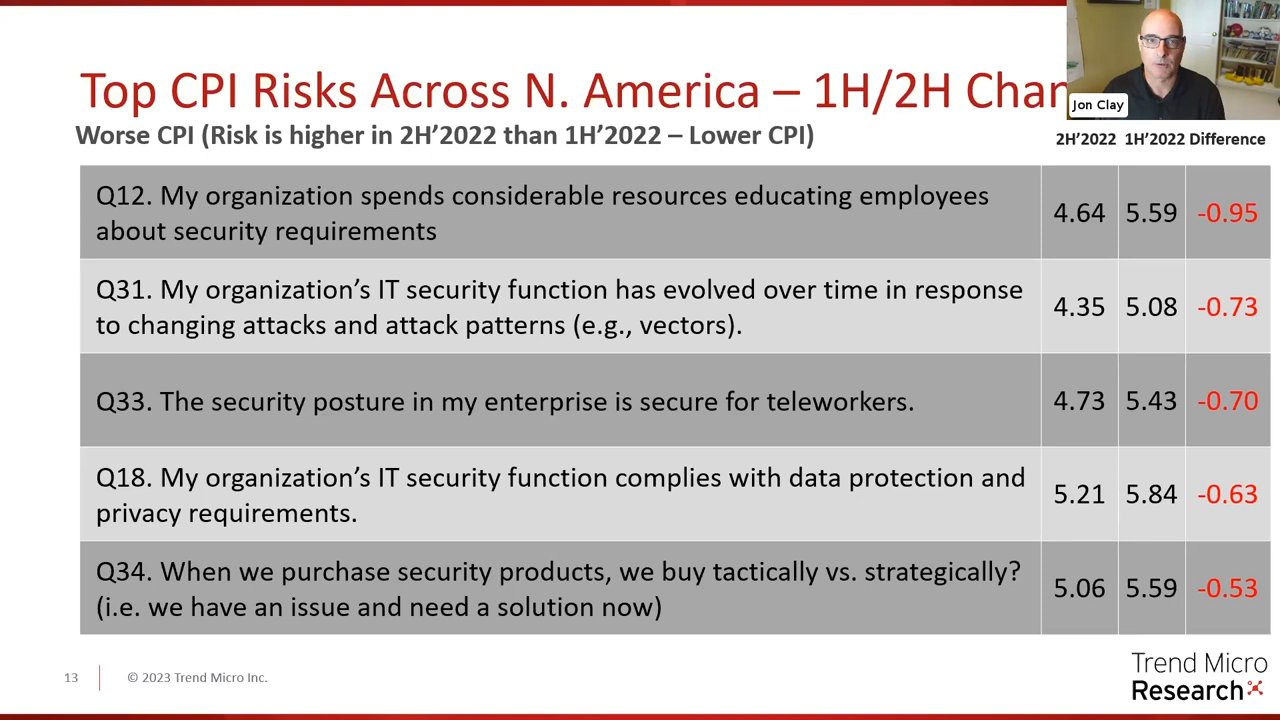 Top CPI Risks Across N. America – 1H/2H Chan
Jon Clay
Worse CPI (Risk is higher in 2H’2022 than 1H’2022 – Lower CPI)
2H’2022 1H’2022 Difference
Q12. My organization spends considerable resources educating employees
about security requirements
4.64 5.59 -0.95
Q31. My organization’s IT security function has evolved over time in response
to changing attacks and attack patterns (e.g., vectors).
4.35 5.08 -0.73
Q33. The security posture in my enterprise is secure for teleworkers.
4.73 5.43 -0.70
Q18. My organization’s IT security function complies with data protection and
privacy requirements.
5.21 5.84 -0.63
Q34. When we purchase security products, we buy tactically vs. strategically?
(i.e. we have an issue and need a solution now)
5.06 5.59 -0.53
13
© 2023 Trend Micro Inc.
Trend Micro
Research